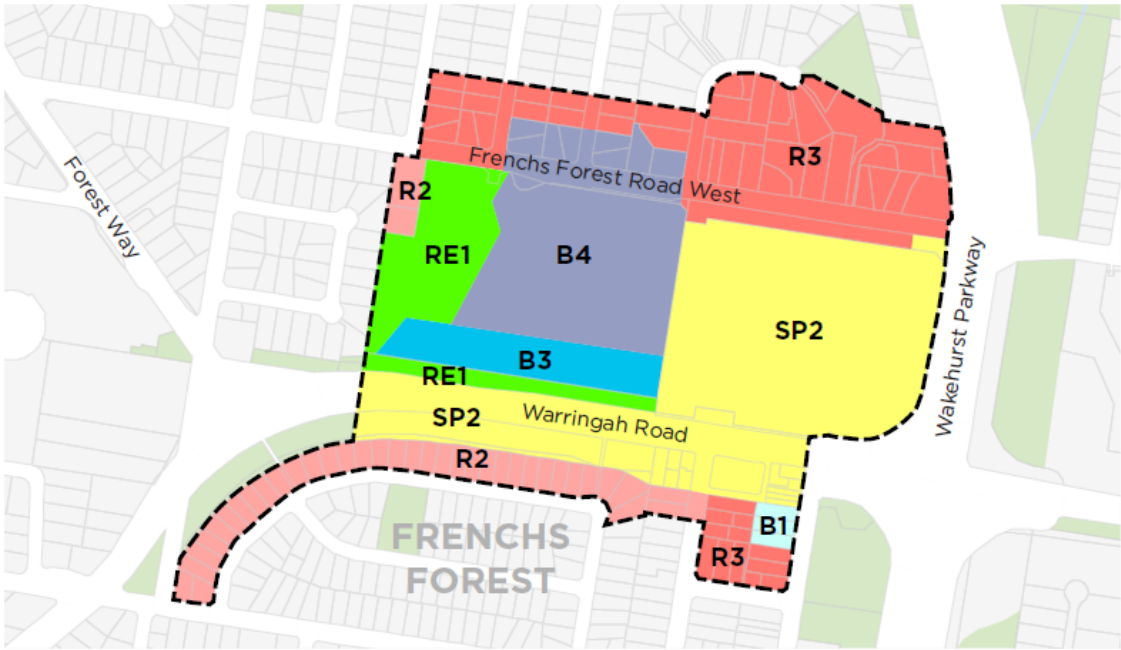 R3
Frenchs Forest Road West
Forest Way
R2
RE1
B4
Wakehurst Parkway
SP2
B3
RE1
SP2
Warringah Road
R2
B1
FRENCHS
FOREST
R3